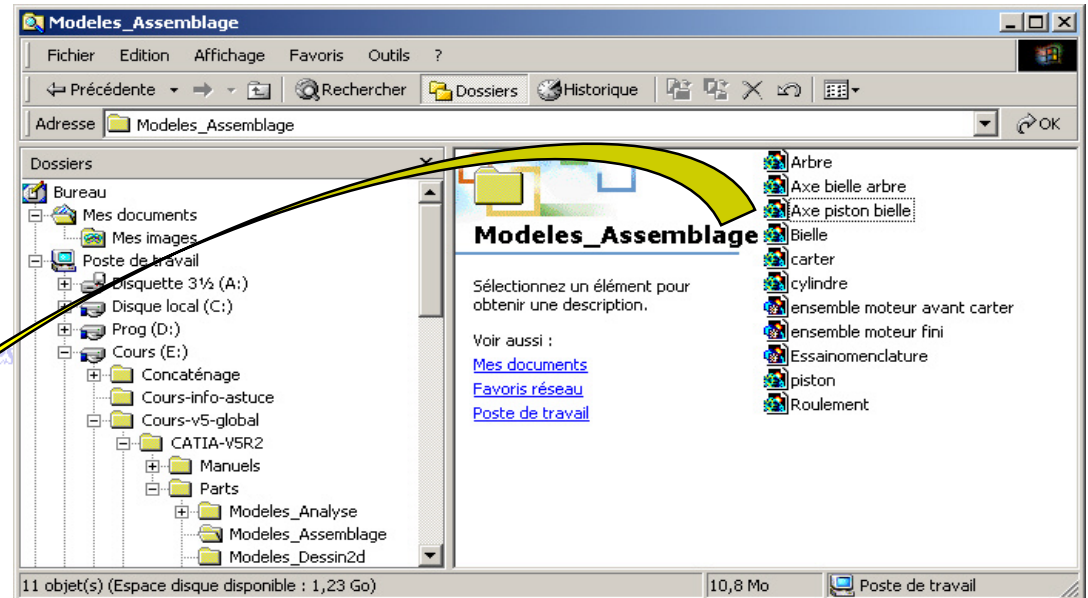 Modeles_Assemblage
Fichier Edition Affichage Favoris Outils ?
Précédente Rechercher Dossiers Historique
Adresse Modeles_Assemblage OK
Dossiers
Bureau
Mes documents
Mes images
Poste de travail
Disquette 3½ (A:)
Disque local (C:)
Prog (D:)
Cours (E:)
Concaténage
Cours-info-astuce
Cours-v5-global
CATIA-V5R2
Manuels
Parts
Modeles_Analyse
Modeles_Assemblage
Modeles_Dessin2d
Modeles_Assemblage
Sélectionnez un élément pour
obtenir une description.
Voir aussi :
Mes documents
Favoris réseau
Poste de travail
Arbre
Axe bielle arbre
Axe piston bielle
Bielle
carter
cylindre
ensemble moteur avant carter
ensemble moteur fini
Essainomenclature
piston
Roulement
11 objet(s) (Espace disque disponible : 1,23 Go) 10,8 Mo Poste de travail